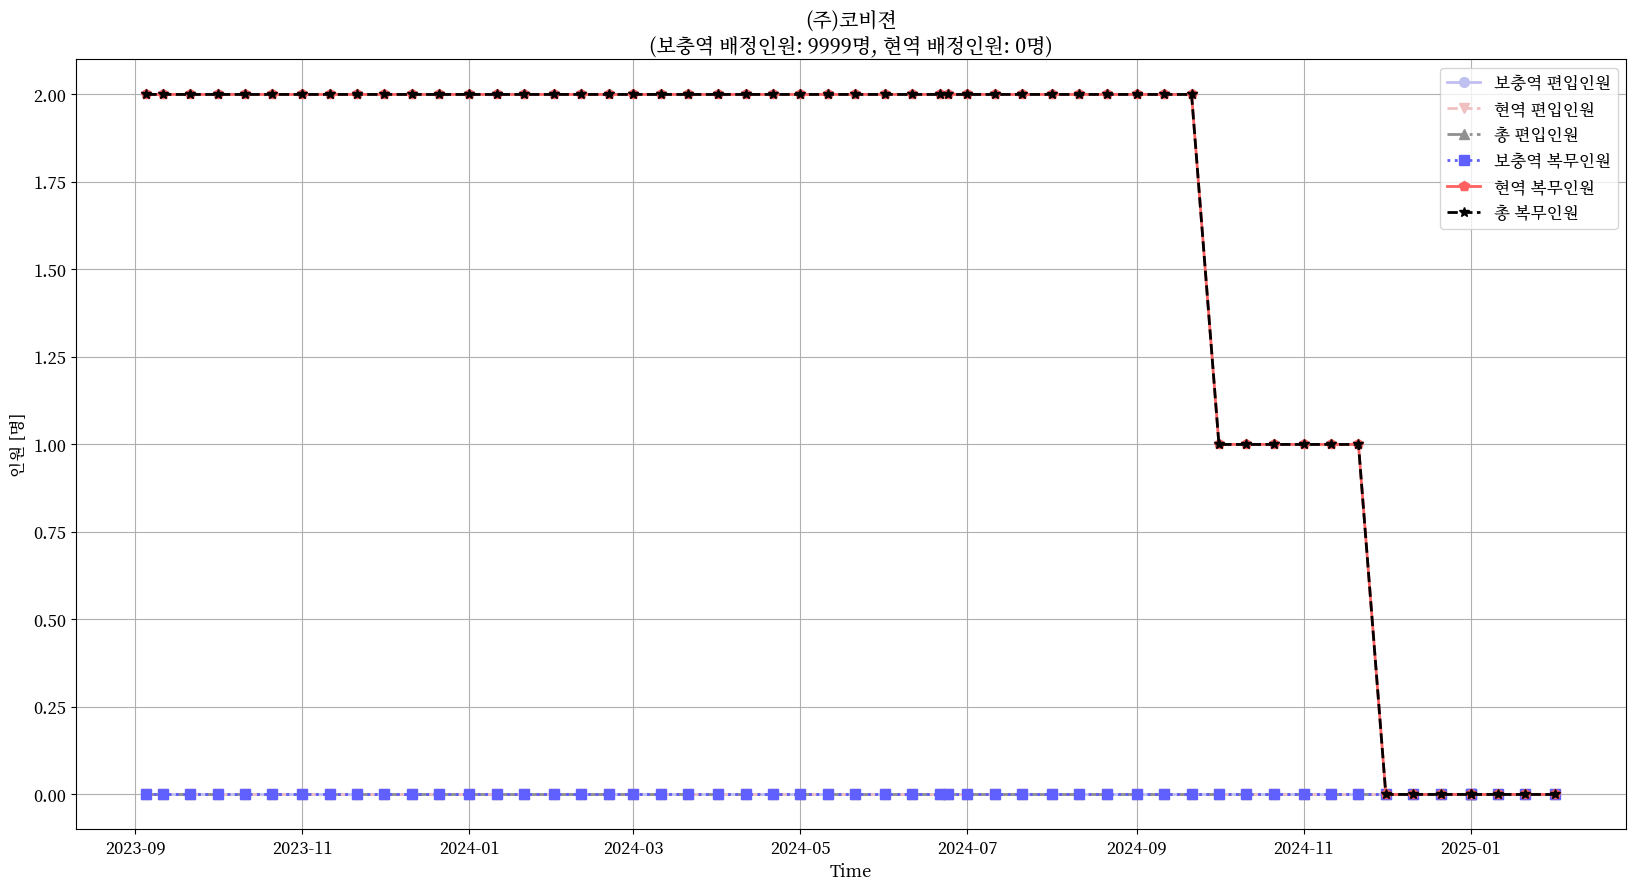 (주)코비젼
(보충역 배정인원: 9999명, 현역 배정인원: 0명)
보충역 편입인원
현역 편입인원
총 편입인원
보충역 복무인원
현역 복무인원
총 복무인원
인원 [명]
2.00
1.75
1.50
1.25
1.00
0.75
0.50
0.25
0.00
2023-09
2023-11
2024-01
2024-03
2024-05
2024-07
2024-09
2024-11
2025-01
Time